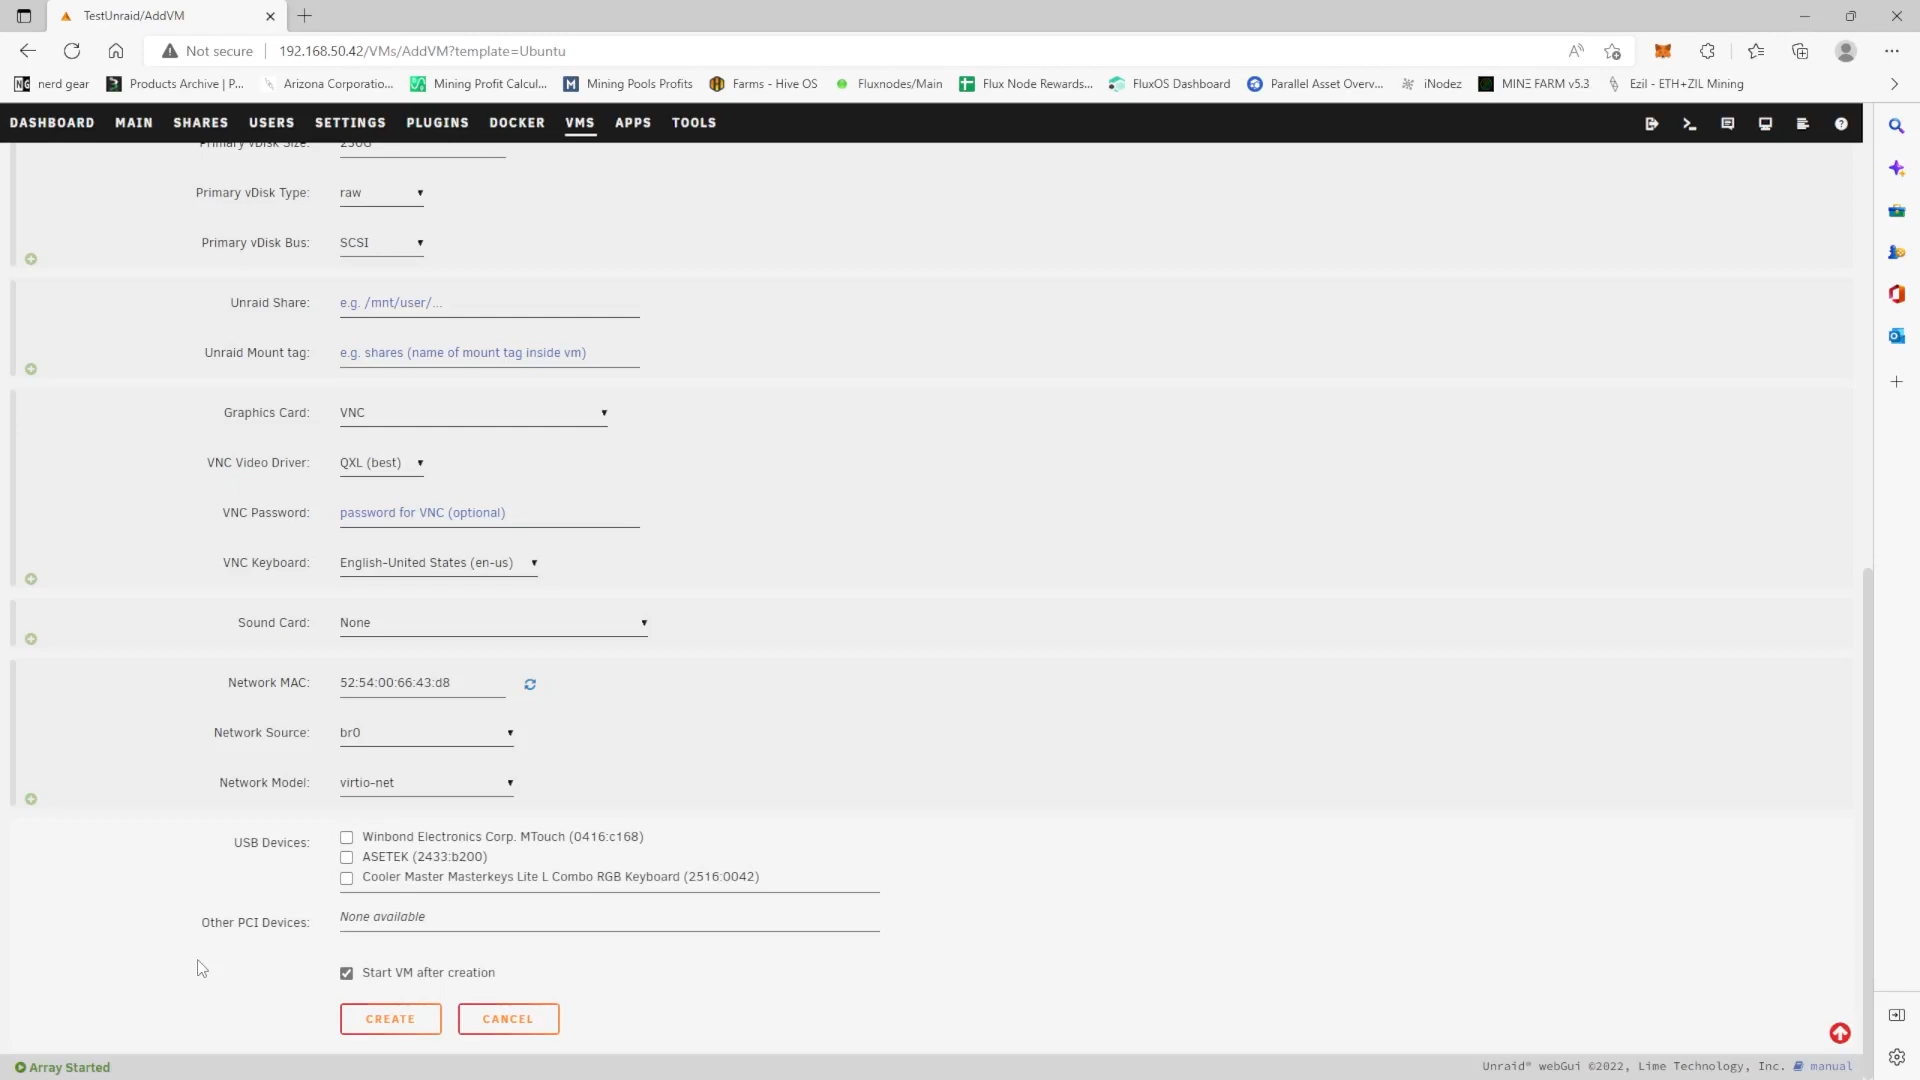 TestUnraid/AddVM
Not secure 192.168.50.42/VMs/AddVM?template=Ubuntu
nerd gear Products Archive | P... Arizona Corporatio... Mining Profit Calcul... Mining Pools Profits Farms - Hive OS Fluxnodes/Main Flux Node Rewards... FluxOS Dashboard Parallel Asset Overv... iNodez MINΞ FARM v5.3 Ezil - ETH+ZIL Mining
DASHBOARD MAIN SHARES USERS SETTINGS PLUGINS DOCKER VMS APPS TOOLS
Primary vDisk Size: 250G
Primary vDisk Type: raw
Primary vDisk Bus: SCSI
Unraid Share: e.g. /mnt/user/...
Unraid Mount tag: e.g. shares (name of mount tag inside vm)
Graphics Card: VNC
VNC Video Driver: QXL (best)
VNC Password: password for VNC (optional)
VNC Keyboard: English-United States (en-us)
Sound Card: None
Network MAC: 52:54:00:66:43:d8
Network Source: br0
Network Model: virtio-net
USB Devices: Winbond Electronics Corp. MTouch (0416:c168)
ASETEK (2433:b200)
Cooler Master Masterkeys Lite L Combo RGB Keyboard (2516:0042)
Other PCI Devices: None available
Start VM after creation
CREATE CANCEL
Array Started Unraid® webGui ©2022, Lime Technology, Inc. manual